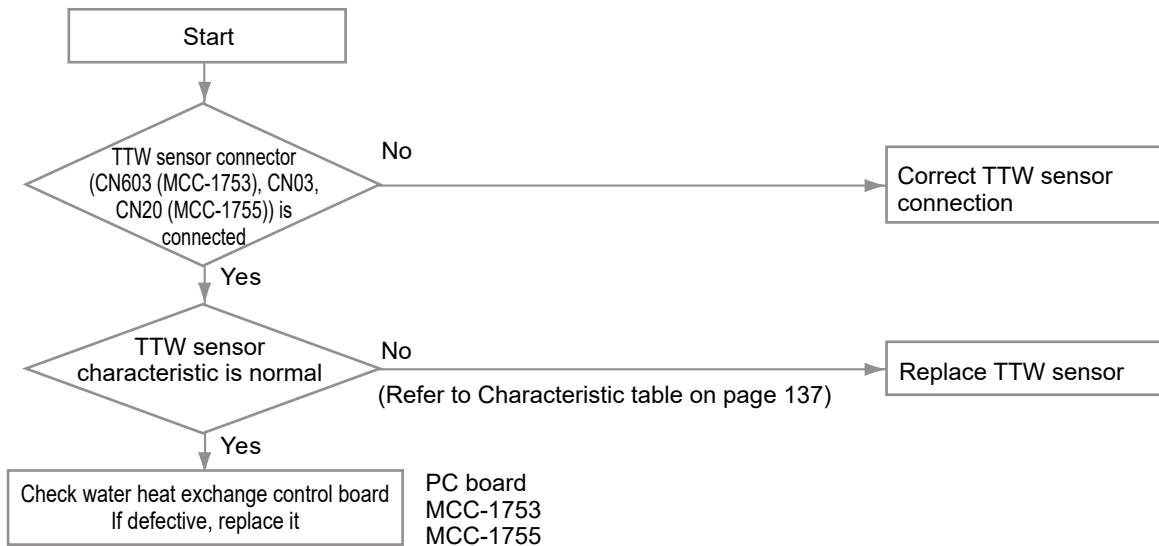 Start
TTW sensor connector
(CN603 (MCC-1753), CN03,
CN20 (MCC-1755)) is
connected
No
Correct TTW sensor
connection
Yes
TTW sensor
characteristic is normal
No
(Refer to Characteristic table on page 137)
Replace TTW sensor
Yes
Check water heat exchange control board
If defective, replace it
PC board
MCC-1753
MCC-1755